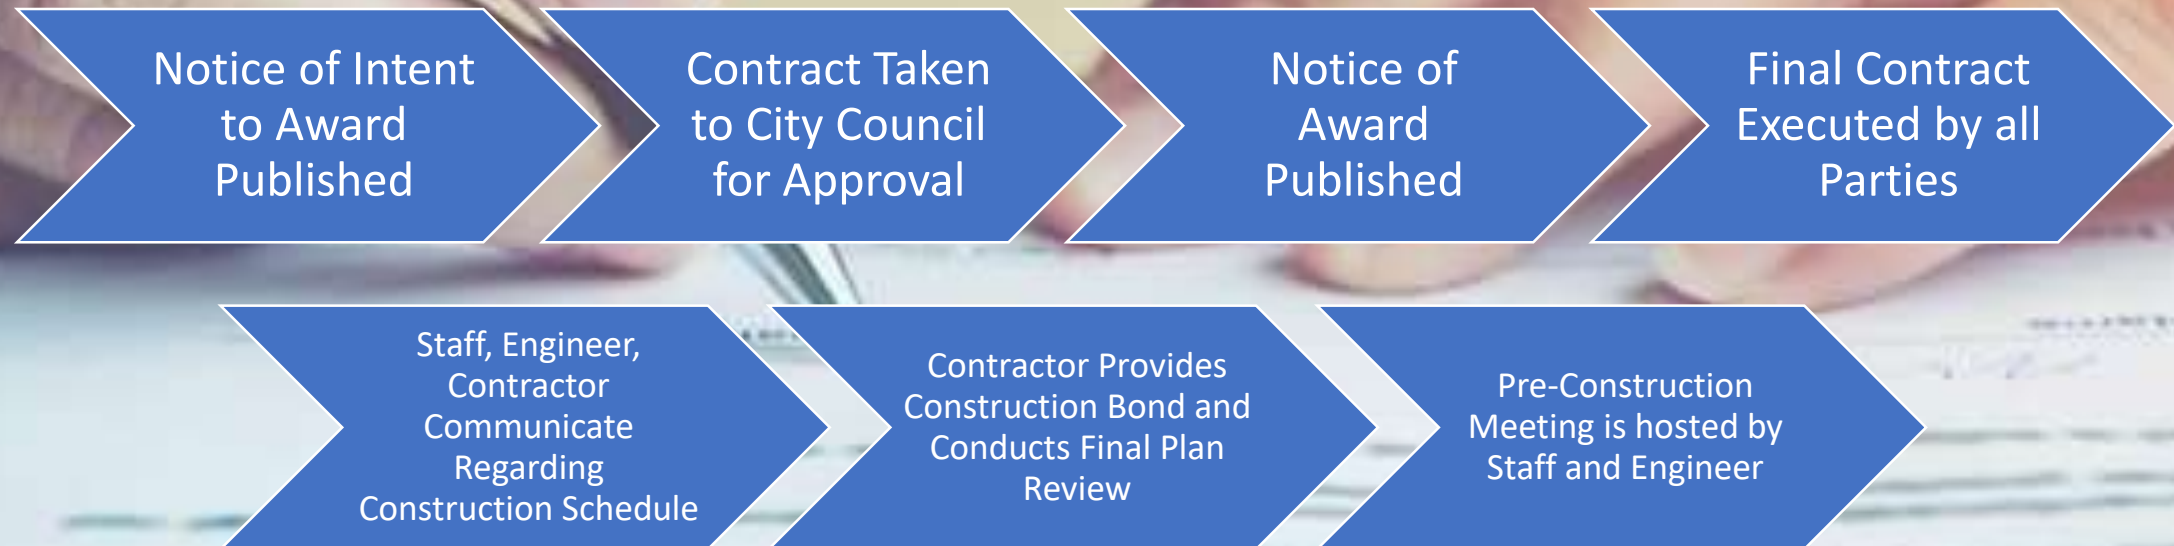 Notice of Intent
to Award
Published
Contract Taken
to City Council
for Approval
Notice of
Award
Published
Final Contract
Executed by all
Parties
Staff, Engineer,
Contractor
Communicate
Regarding
Construction Schedule
Contractor Provides
Construction Bond and
Conducts Final Plan
Review
Pre-Construction
Meeting is hosted by
Staff and Engineer